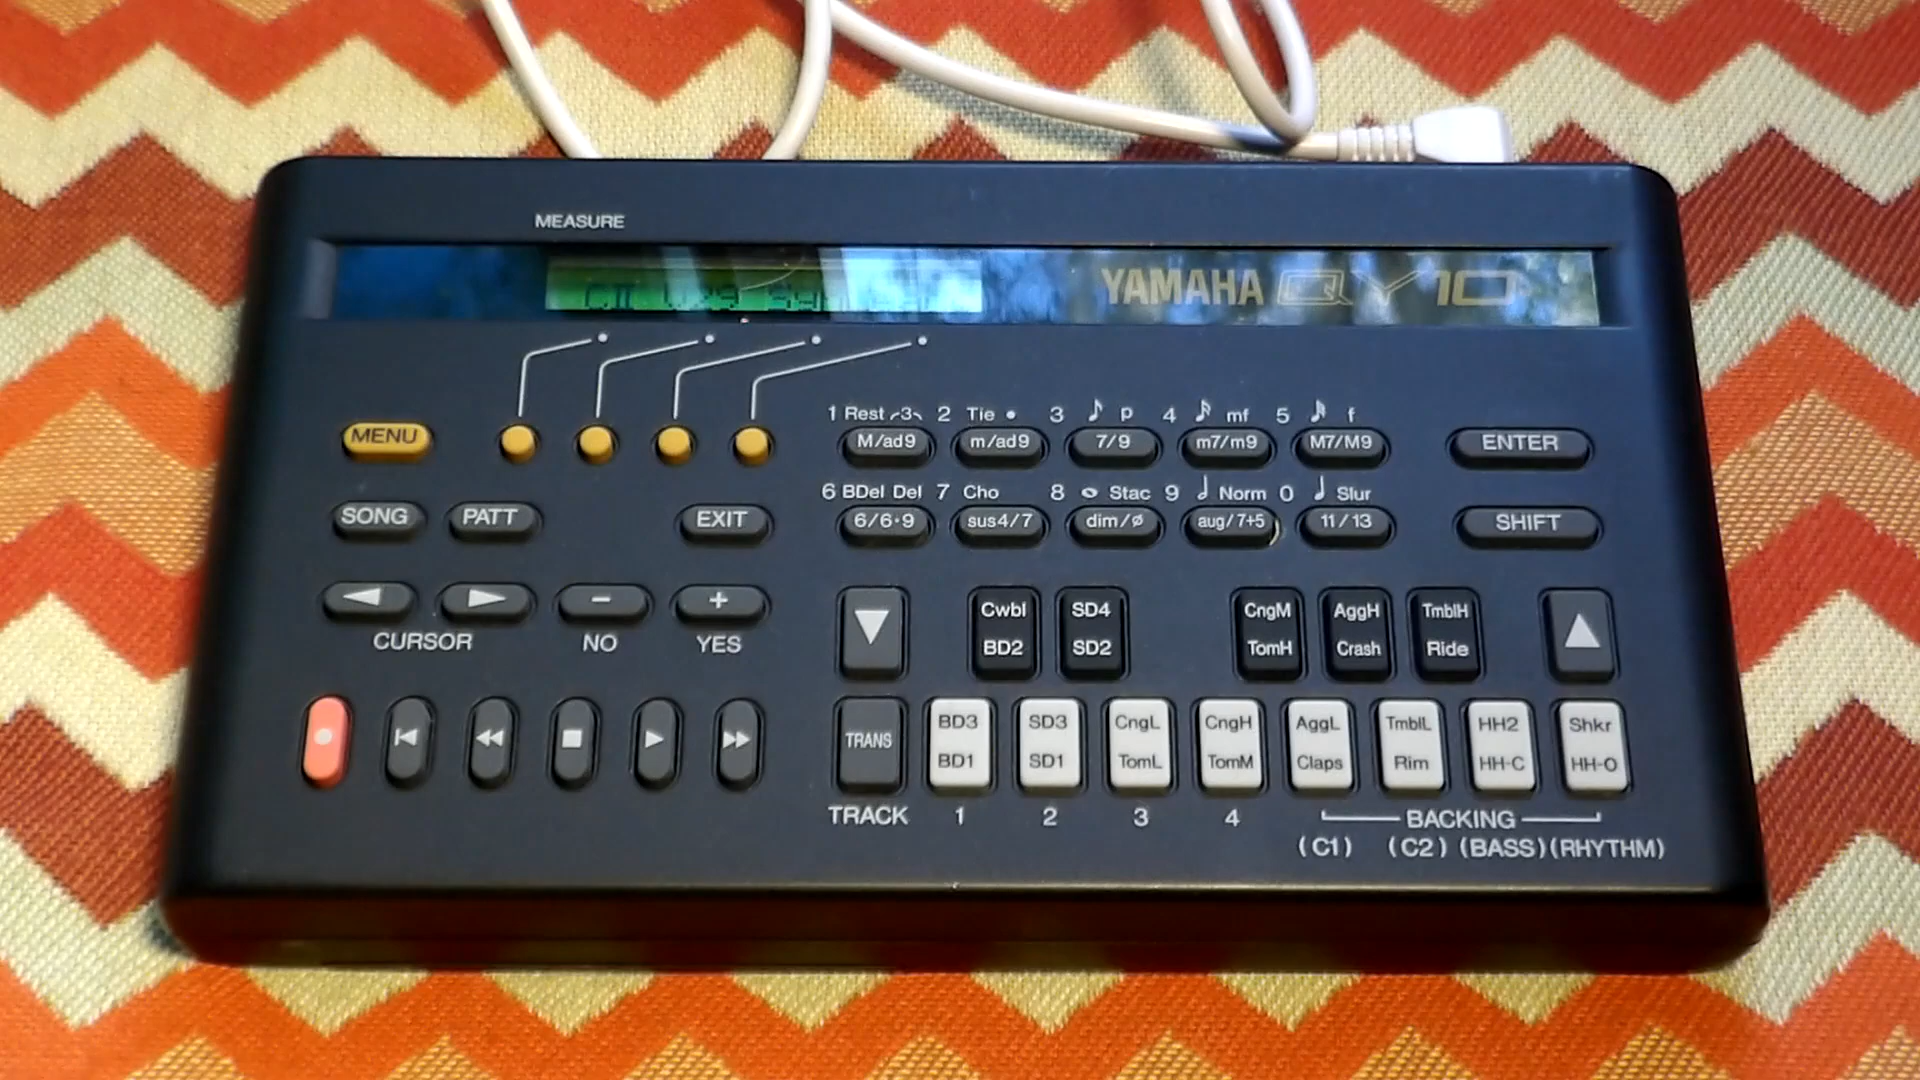 MEASURE
YAMAHA QY10
1 Rest 3 2 Tie 3 p 4 mf 5 f
MENU M/ad9 m/ad9 7/9 m7/m9 M7/M9 ENTER
6 BDel Del 7 Cho 8 Stac 9 Norm 0 Slur
SONG PATT EXIT 6/6·9 sus4/7 dim/ø aug/7+5 11/13 SHIFT
− +
CURSOR NO YES
Cwbl SD4 CngM AggH TmblH
BD2 SD2 TomH Crash Ride
BD3 SD3 CngL CngH AggL TmblL HH2 Shkr
TRANS BD1 SD1 TomL TomM Claps Rim HH-C HH-O
TRACK 1 2 3 4 BACKING
(C1) (C2) (BASS) (RHYTHM)